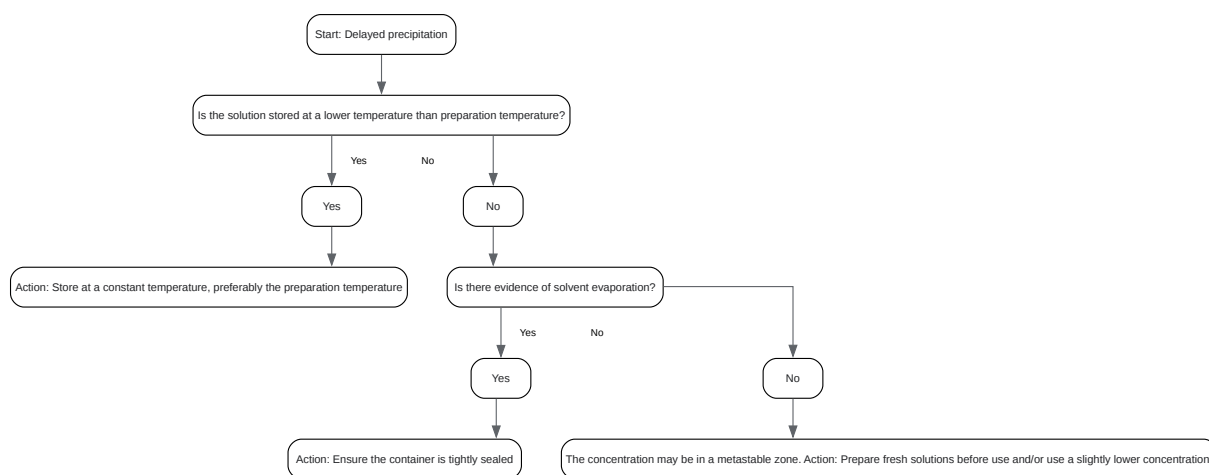 Start: Delayed precipitation
Is the solution stored at a lower temperature than preparation temperature?
Yes
No
Yes
No
Action: Store at a constant temperature, preferably the preparation temperature
Is there evidence of solvent evaporation?
Yes
No
Yes
No
Action: Ensure the container is tightly sealed
The concentration may be in a metastable zone. Action: Prepare fresh solutions before use and/or use a slightly lower concentration